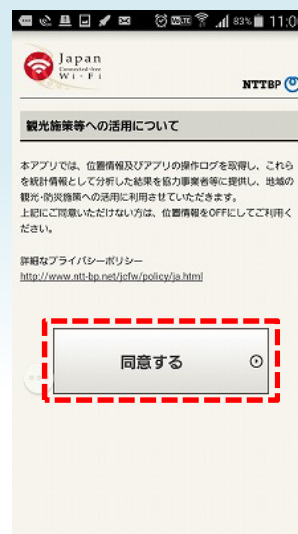 83% 11:0
Japan
Connected-free
Wi-Fi
NTTBP
観光施策等への活用について
本アプリでは、位置情報及びアプリの操作ログを取得し、これら
を統計情報として分析した結果を協力事業者等に提供し、地域の
観光・防災施策への活用に利用させていただきます。
上記にご同意いただけない方は、位置情報をOFFにしてご利用く
ださい。
詳細なプライバシーポリシー
http://www.ntt-bp.net/jcfw/policy/ja.html
同意する